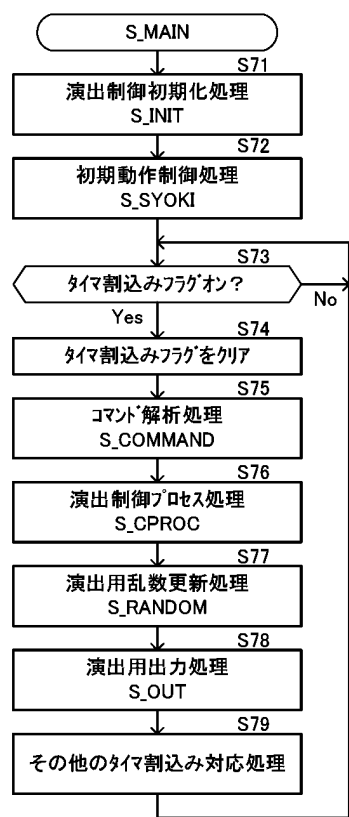 S_MAIN
S71
演出制御初期化処理
S_INIT
S72
初期動作制御処理
S_SYOKI
S73
タイマ割込みフラグオン？
No
Yes
S74
タイマ割込みフラグをクリア
S75
コマンド解析処理
S_COMMAND
S76
演出制御プロセス処理
S_CPROC
S77
演出用乱数更新処理
S_RANDOM
S78
演出用出力処理
S_OUT
S79
その他のタイマ割込み対応処理